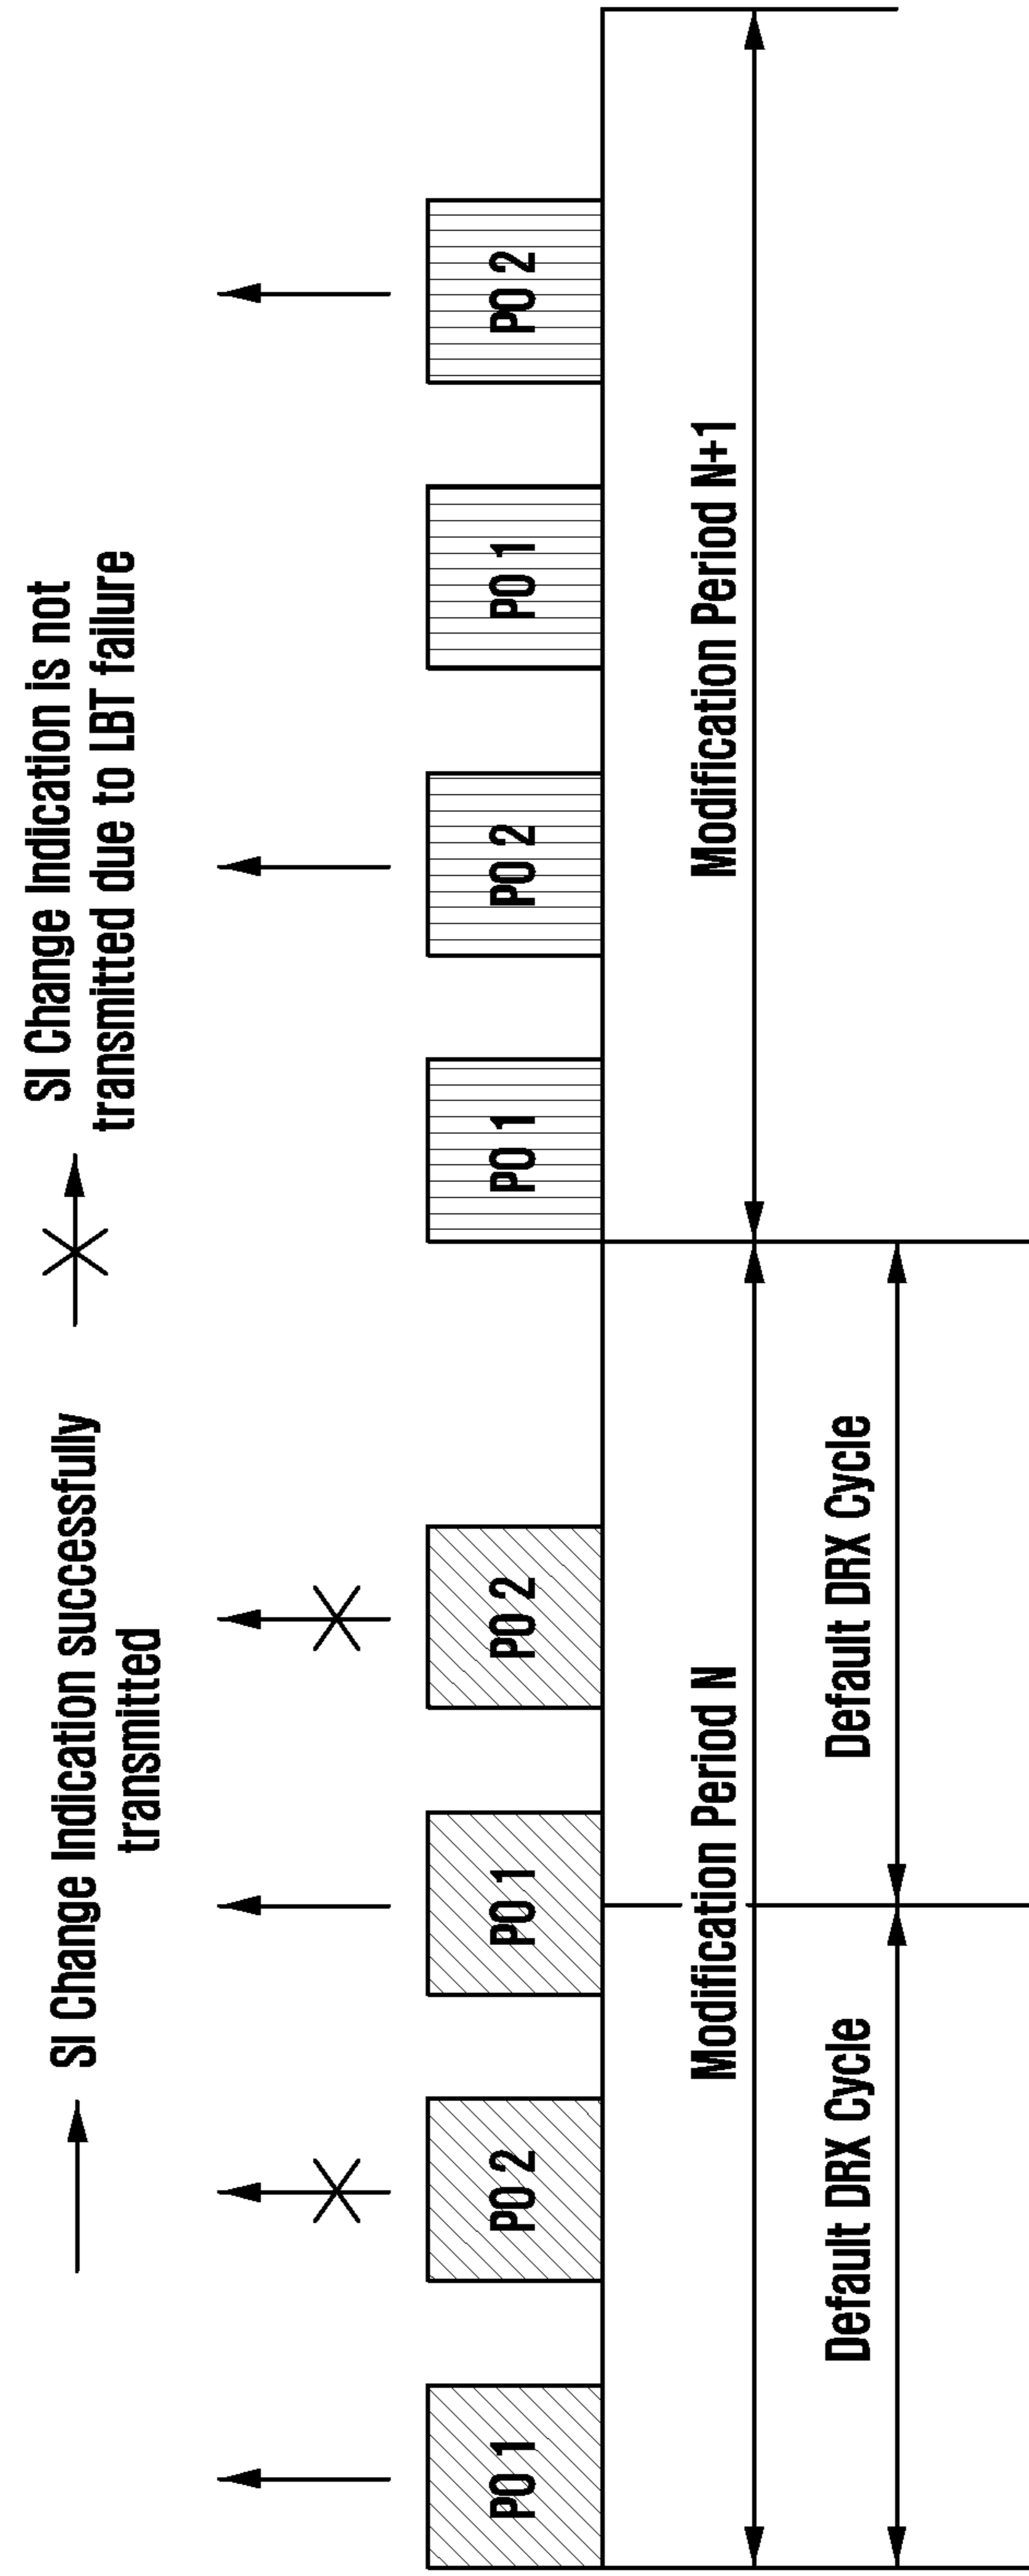 SI Change Indication successfully
transmitted
SI Change Indication is not
transmitted due to LBT failure
PO 1
PO 2
PO 1
PO 2
PO 1
PO 2
PO 1
PO 2
Modification Period N
Modification Period N+1
Default DRX Cycle
Default DRX Cycle